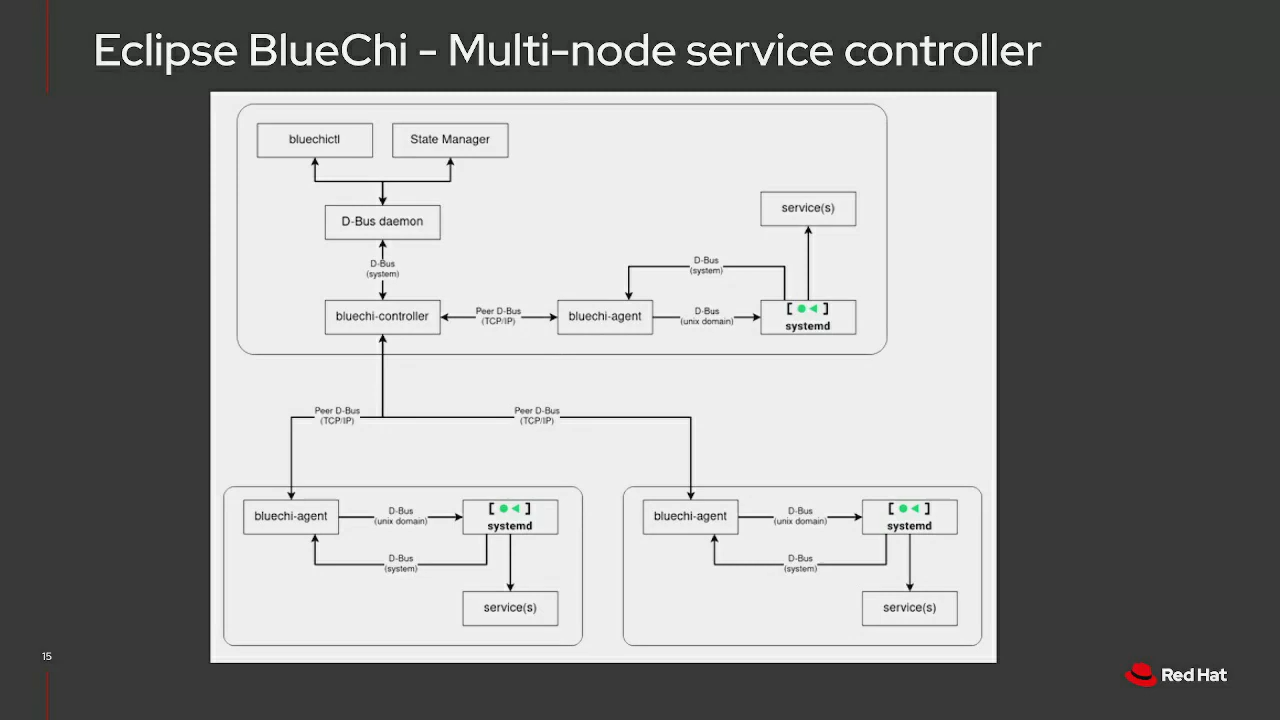 Eclipse BlueChi - Multi-node service controller
bluechictl
State Manager
D-Bus daemon
service(s)
D-Bus
(system)
D-Bus
(system)
bluechi-controller
Peer D-Bus
(TCP/IP)
bluechi-agent
D-Bus
(unix domain)
systemd
Peer D-Bus
(TCP/IP)
Peer D-Bus
(TCP/IP)
bluechi-agent
D-Bus
(unix domain)
systemd
D-Bus
(system)
service(s)
bluechi-agent
D-Bus
(unix domain)
systemd
D-Bus
(system)
service(s)
15
Red Hat